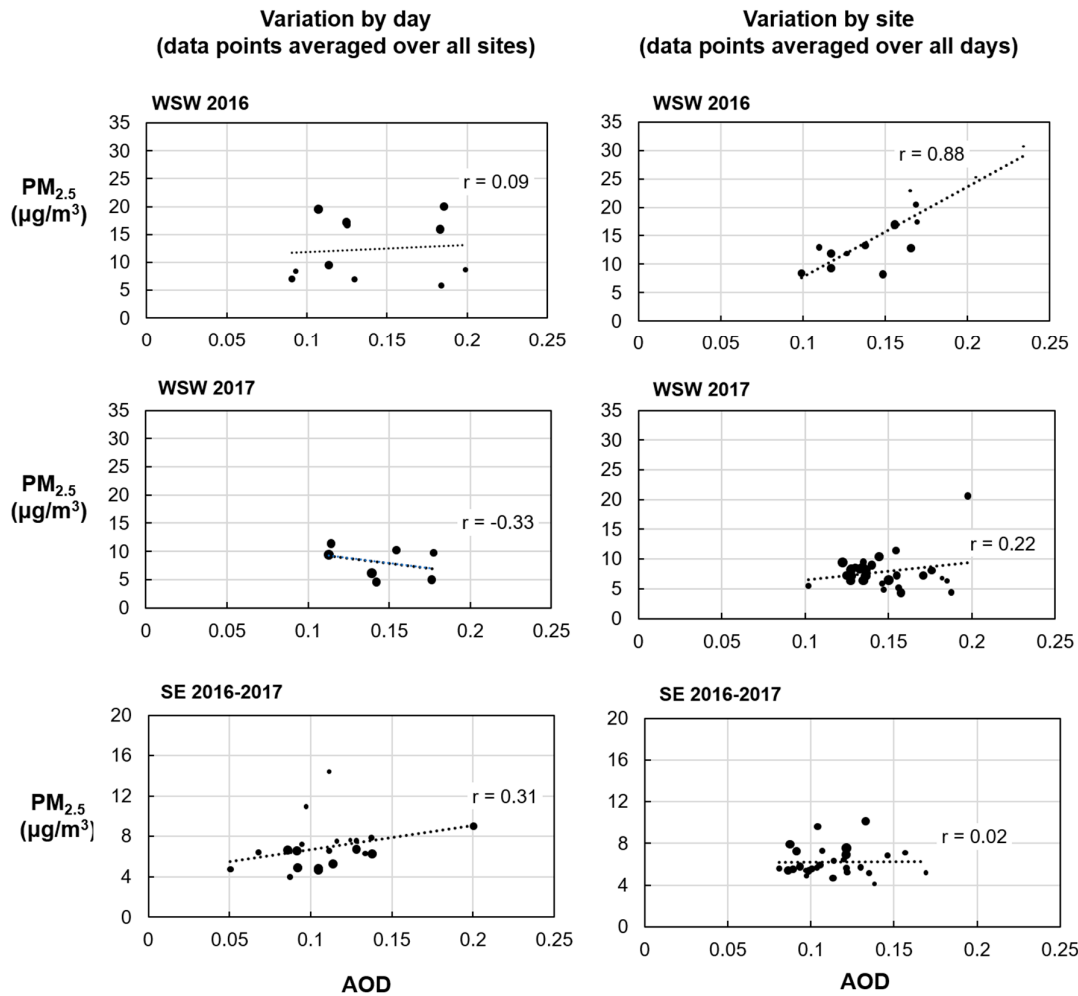 Variation by day
(data points averaged over all sites)
Variation by site
(data points averaged over all days)
WSW 2016
PM2.5
(µg/m³)
35
30
25
20
15
10
5
0
0 0.05 0.1 0.15 0.2 0.25
r = 0.09
WSW 2016
35
30
25
20
15
10
5
0
0 0.05 0.1 0.15 0.2 0.25
r = 0.88
WSW 2017
PM2.5
(µg/m³)
35
30
25
20
15
10
5
0
0 0.05 0.1 0.15 0.2 0.25
r = -0.33
WSW 2017
35
30
25
20
15
10
5
0
0 0.05 0.1 0.15 0.2 0.25
r = 0.22
SE 2016-2017
PM2.5
(µg/m³)
20
16
12
8
4
0
0 0.05 0.1 0.15 0.2 0.25
r = 0.31
AOD
SE 2016-2017
20
16
12
8
4
0
0 0.05 0.1 0.15 0.2 0.25
r = 0.02
AOD